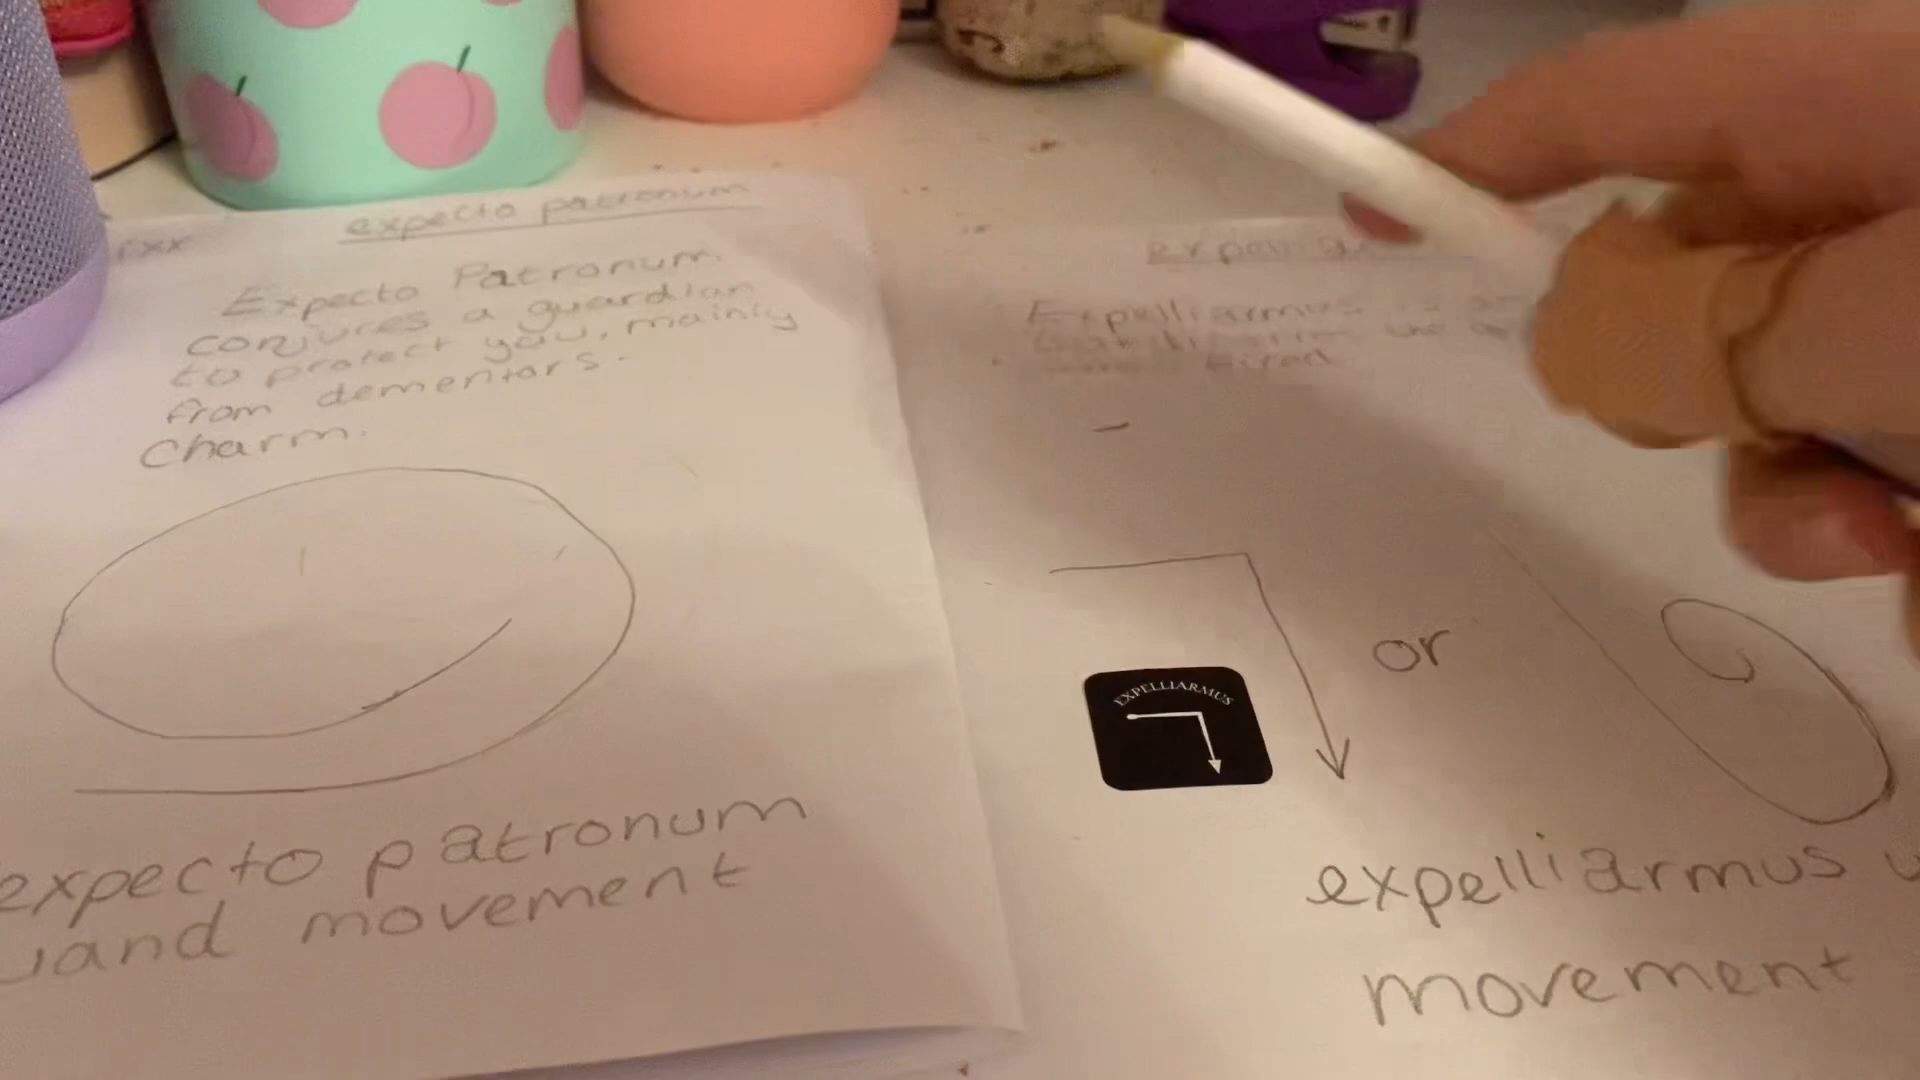 expecto patronum
Expecto Patronum
conjures a guardian
to protect you, mainly
from dementors.
Charm.
expecto patronum
wand movement
Expelliarmus is
or
EXPELLIARMUS
expelliarmus
movement